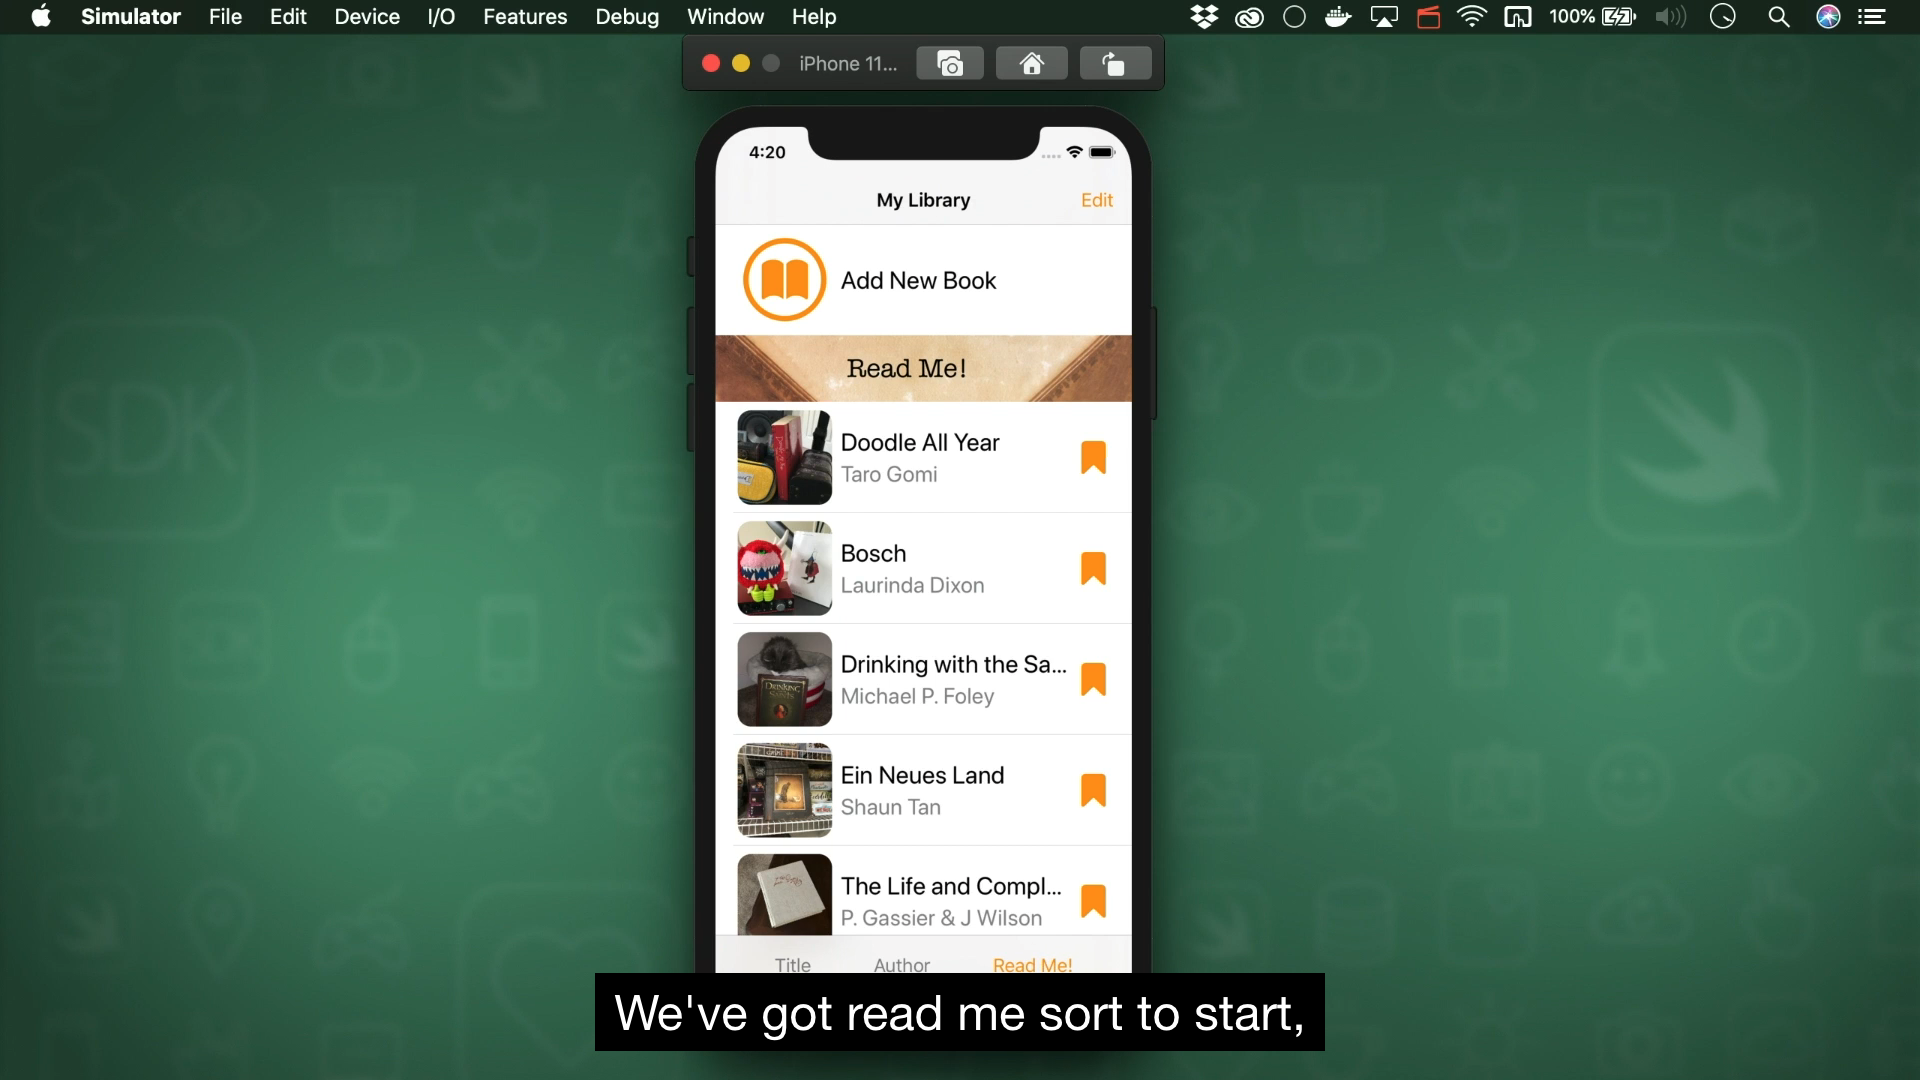 Simulator File Edit Device I/O Features Debug Window Help 100%
iPhone 11...
4:20
My Library Edit
Add New Book
Read Me!
Doodle All Year
Taro Gomi
Bosch
Laurinda Dixon
Drinking with the Sa...
Michael P. Foley
Ein Neues Land
Shaun Tan
The Life and Compl...
P. Gassier & J Wilson
Title Author Read Me!
We've got read me sort to start,
SDK